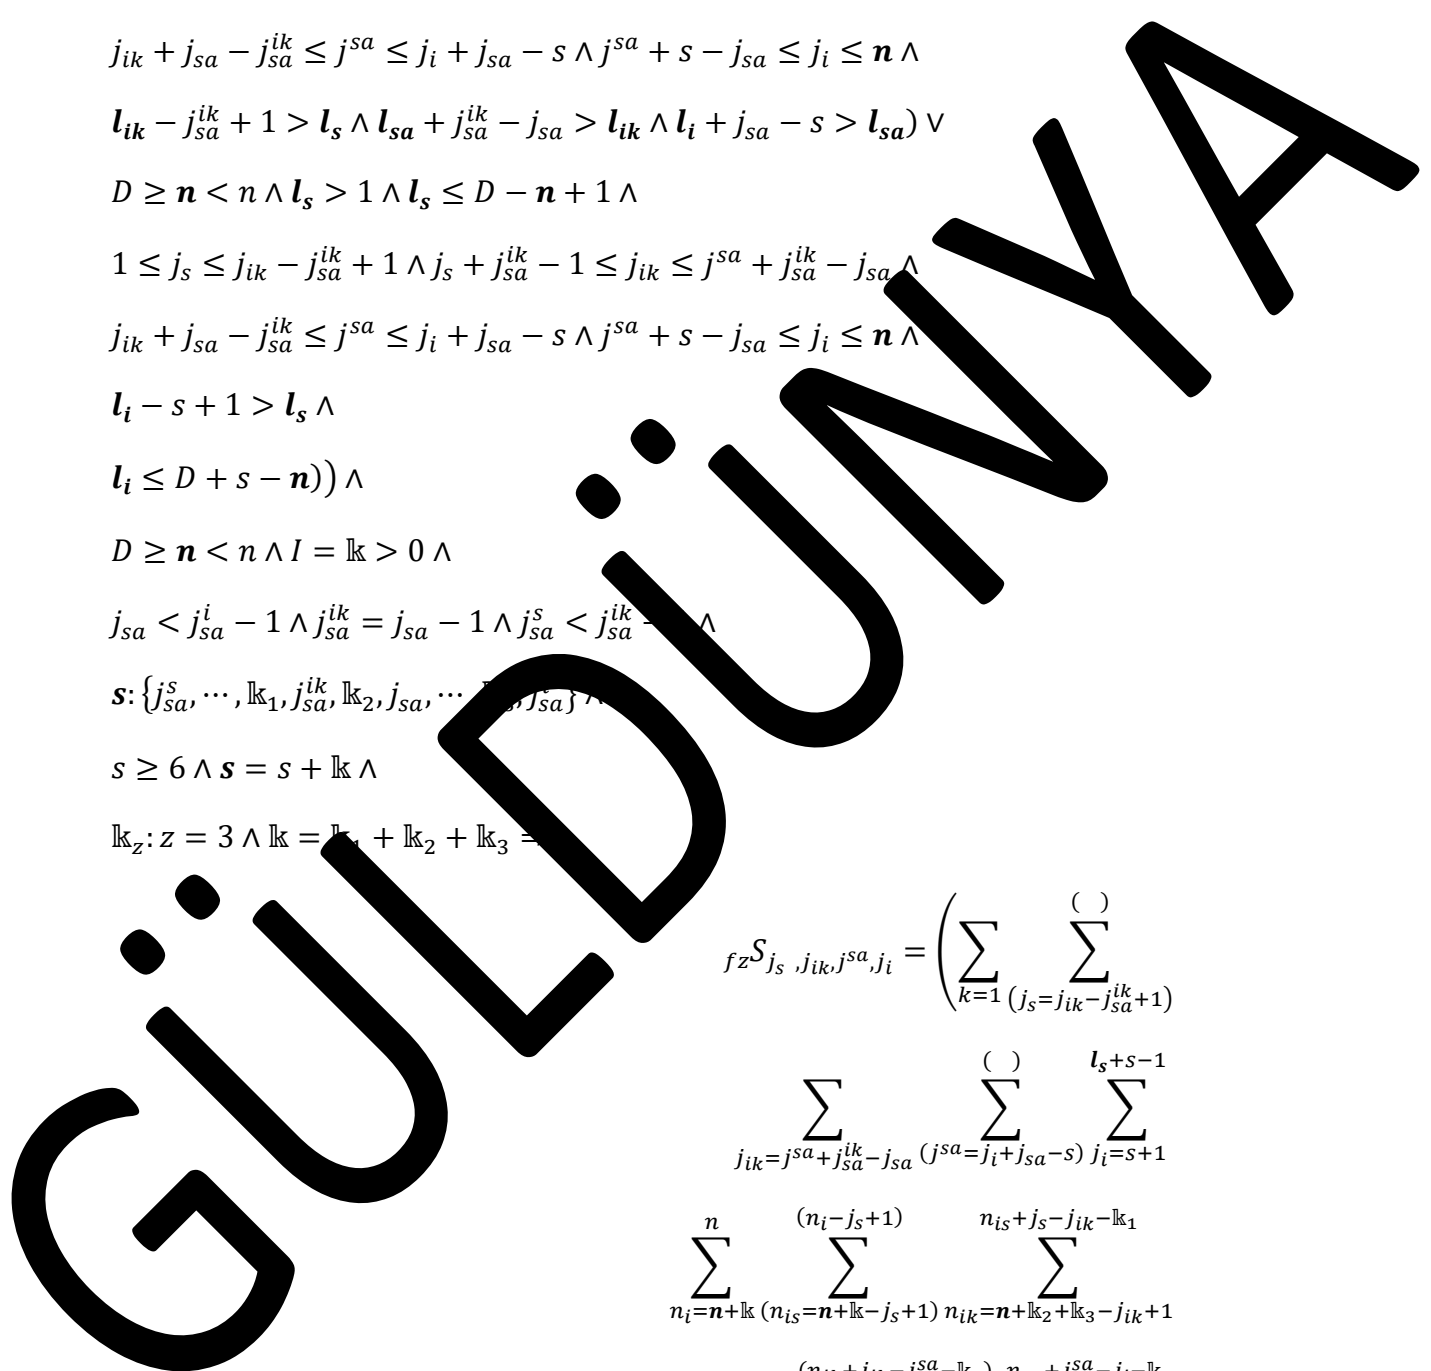 j_{ik} + j_{sa} − j_{sa}^{ik} ≤ j^{sa} ≤ j_i + j_{sa} − s ∧ j^{sa} + s − j_{sa} ≤ j_i ≤ n ∧
l_{ik} − j_{sa}^{ik} + 1 > l_s ∧ l_{sa} + j_{sa}^{ik} − j_{sa} > l_{ik} ∧ l_i + j_{sa} − s > l_{sa}) ∨
D ≥ n < n ∧ l_s > 1 ∧ l_s ≤ D − n + 1 ∧
1 ≤ j_s ≤ j_{ik} − j_{sa}^{ik} + 1 ∧ j_s + j_{sa}^{ik} − 1 ≤ j_{ik} ≤ j^{sa} + j_{sa}^{ik} − j_{sa} ∧
j_{ik} + j_{sa} − j_{sa}^{ik} ≤ j^{sa} ≤ j_i + j_{sa} − s ∧ j^{sa} + s − j_{sa} ≤ j_i ≤ n ∧
l_i − s + 1 > l_s ∧
l_i ≤ D + s − n)) ∧
D ≥ n < n ∧ I = 𝕜 > 0 ∧
j_{sa} < j_{sa}^{i} − 1 ∧ j_{sa}^{ik} = j_{sa} − 1 ∧ j_{sa}^{s} < j_{sa}^{ik} ∧
s: {j_{sa}^{s}, ⋯ , 𝕜_1, j_{sa}^{ik}, 𝕜_2, j_{sa}, ⋯ , j_{sa}^{i}} ∧
s ≥ 6 ∧ s = s + 𝕜 ∧
𝕜_z: z = 3 ∧ 𝕜 = 𝕜_1 + 𝕜_2 + 𝕜_3
GÜLDÜNYA
_{fz}S_{j_s ,j_{ik},j^{sa},j_i} = ( ∑_{k=1} ∑_{(j_s=j_{ik}−j_{sa}^{ik}+1)}^{( )}
∑_{j_{ik}=j^{sa}+j_{sa}^{ik}−j_{sa}} ∑_{(j^{sa}=j_i+j_{sa}−s)}^{( )} ∑_{j_i=s+1}^{l_s+s−1}
∑_{n_i=n+𝕜}^{n} ∑_{(n_{is}=n+𝕜−j_s+1)}^{(n_i−j_s+1)} ∑_{n_{ik}=n+𝕜_2+𝕜_3−j_{ik}+1}^{n_{is}+j_s−j_{ik}−𝕜_1}